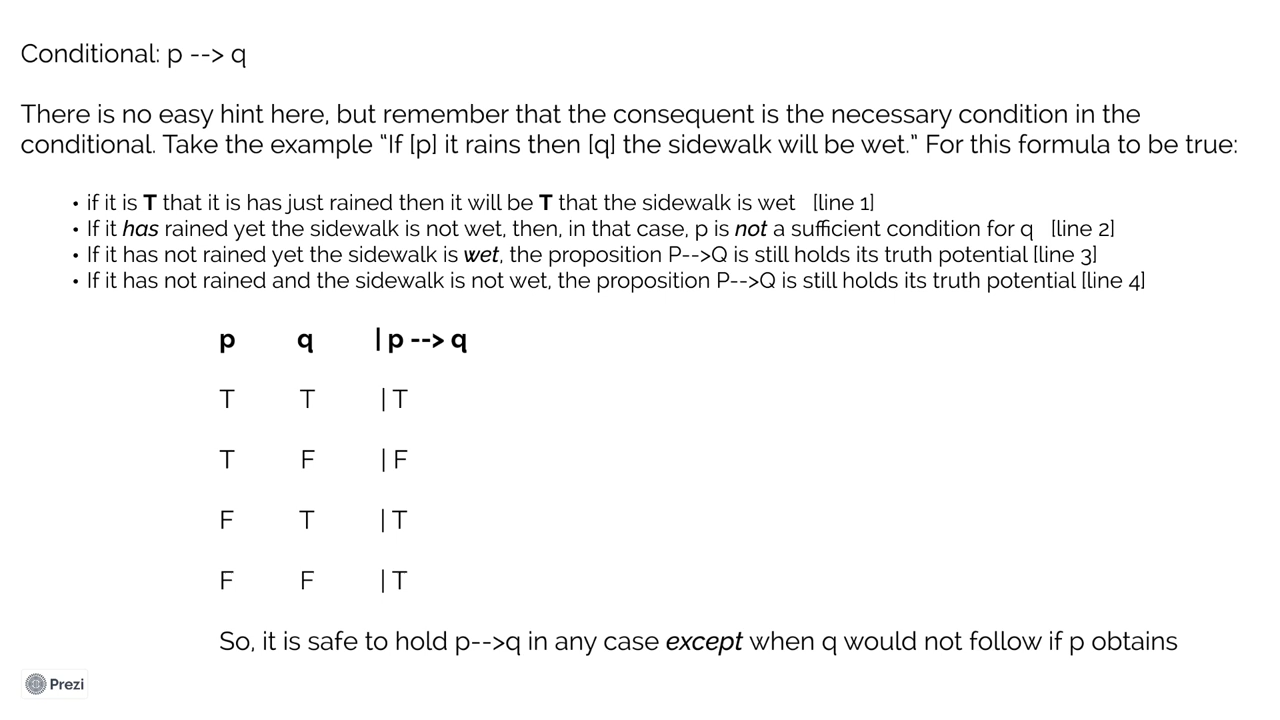 Conditional: p --> q
There is no easy hint here, but remember that the consequent is the necessary condition in the
conditional. Take the example “If [p] it rains then [q] the sidewalk will be wet.” For this formula to be true:
• if it is T that it is has just rained then it will be T that the sidewalk is wet [line 1]
• If it has rained yet the sidewalk is not wet, then, in that case, p is not a sufficient condition for q [line 2]
• If it has not rained yet the sidewalk is wet, the proposition P-->Q is still holds its truth potential [line 3]
• If it has not rained and the sidewalk is not wet, the proposition P-->Q is still holds its truth potential [line 4]
p q | p --> q
T T | T
T F | F
F T | T
F F | T
So, it is safe to hold p-->q in any case except when q would not follow if p obtains
Prezi